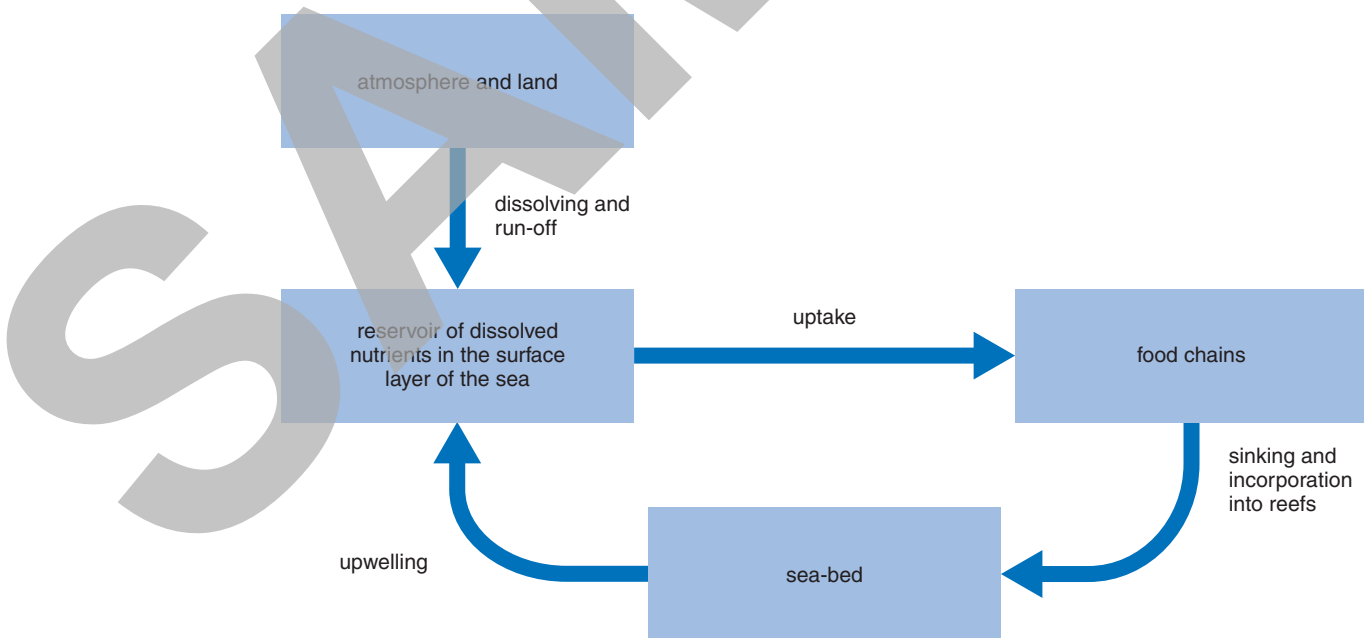 atmosphere and land
dissolving and
run-off
reservoir of dissolved
nutrients in the surface
layer of the sea
uptake
food chains
sinking and
incorporation
into reefs
upwelling
sea-bed